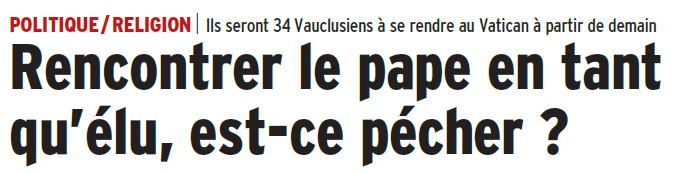 POLITIQUE/RELIGION | Ils seront 34 Vauclusiens à se rendre au Vatican à partir de demain
Rencontrer le pape en tant
qu'élu, est-ce pécher ?